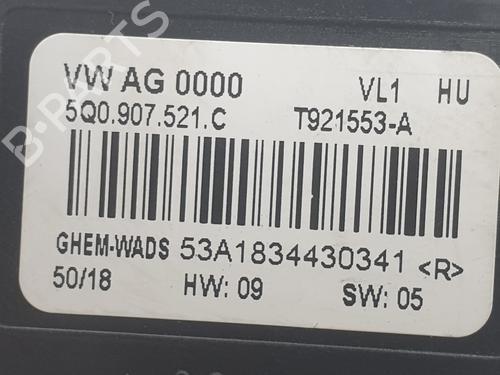 VW AG 0000 VL1 HU
5Q0.907.521.C T921553-A
GHEM-WADS 53A1834430341 <R>
50/18 HW: 09 SW: 05
B-PARTS